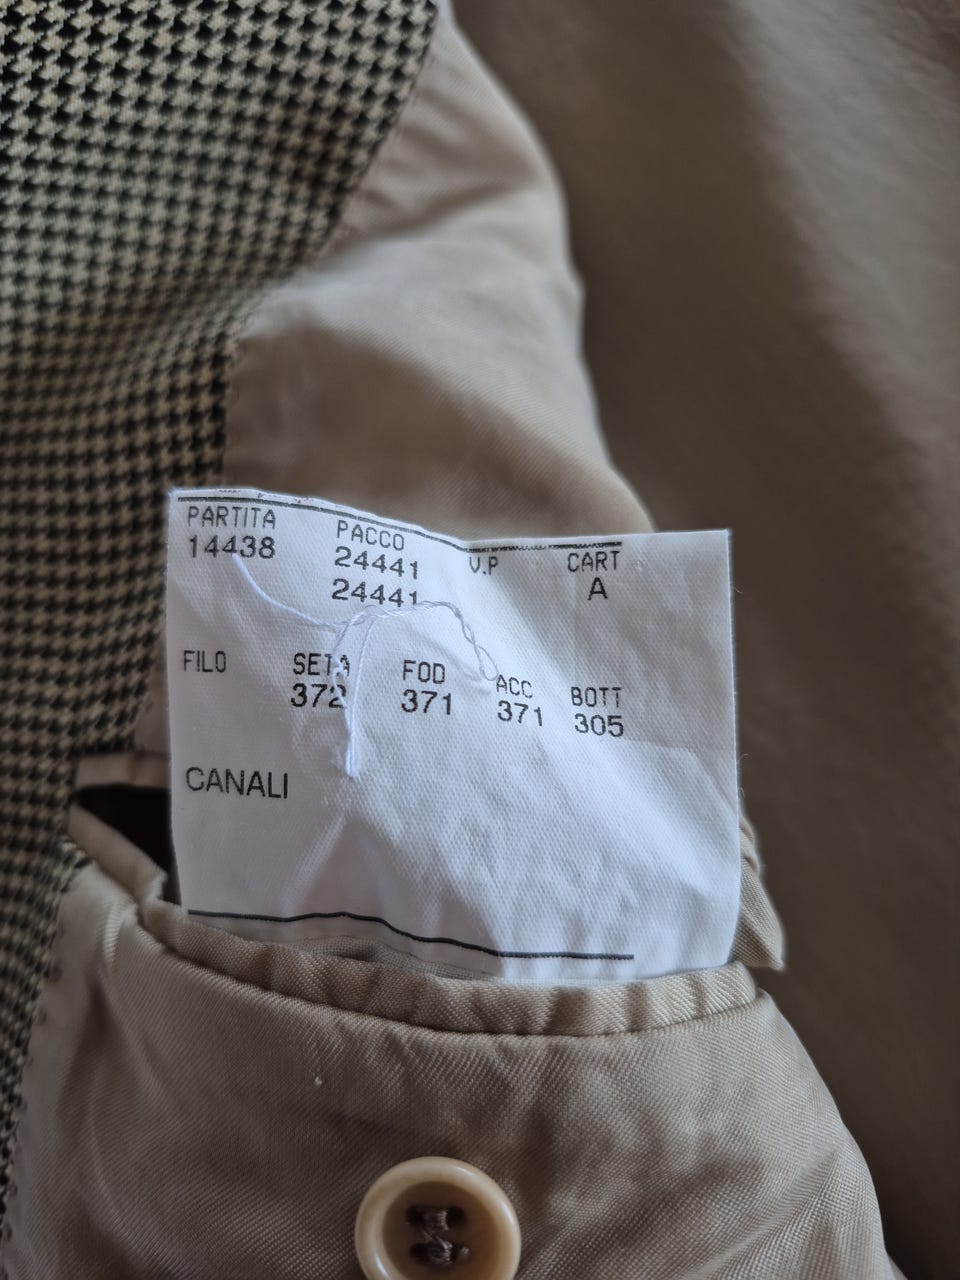 PARTITA PACCO V.P CART
14438 24441 A
24441
FILO SETA FOD ACC BOTT
372 371 371 305
CANALI